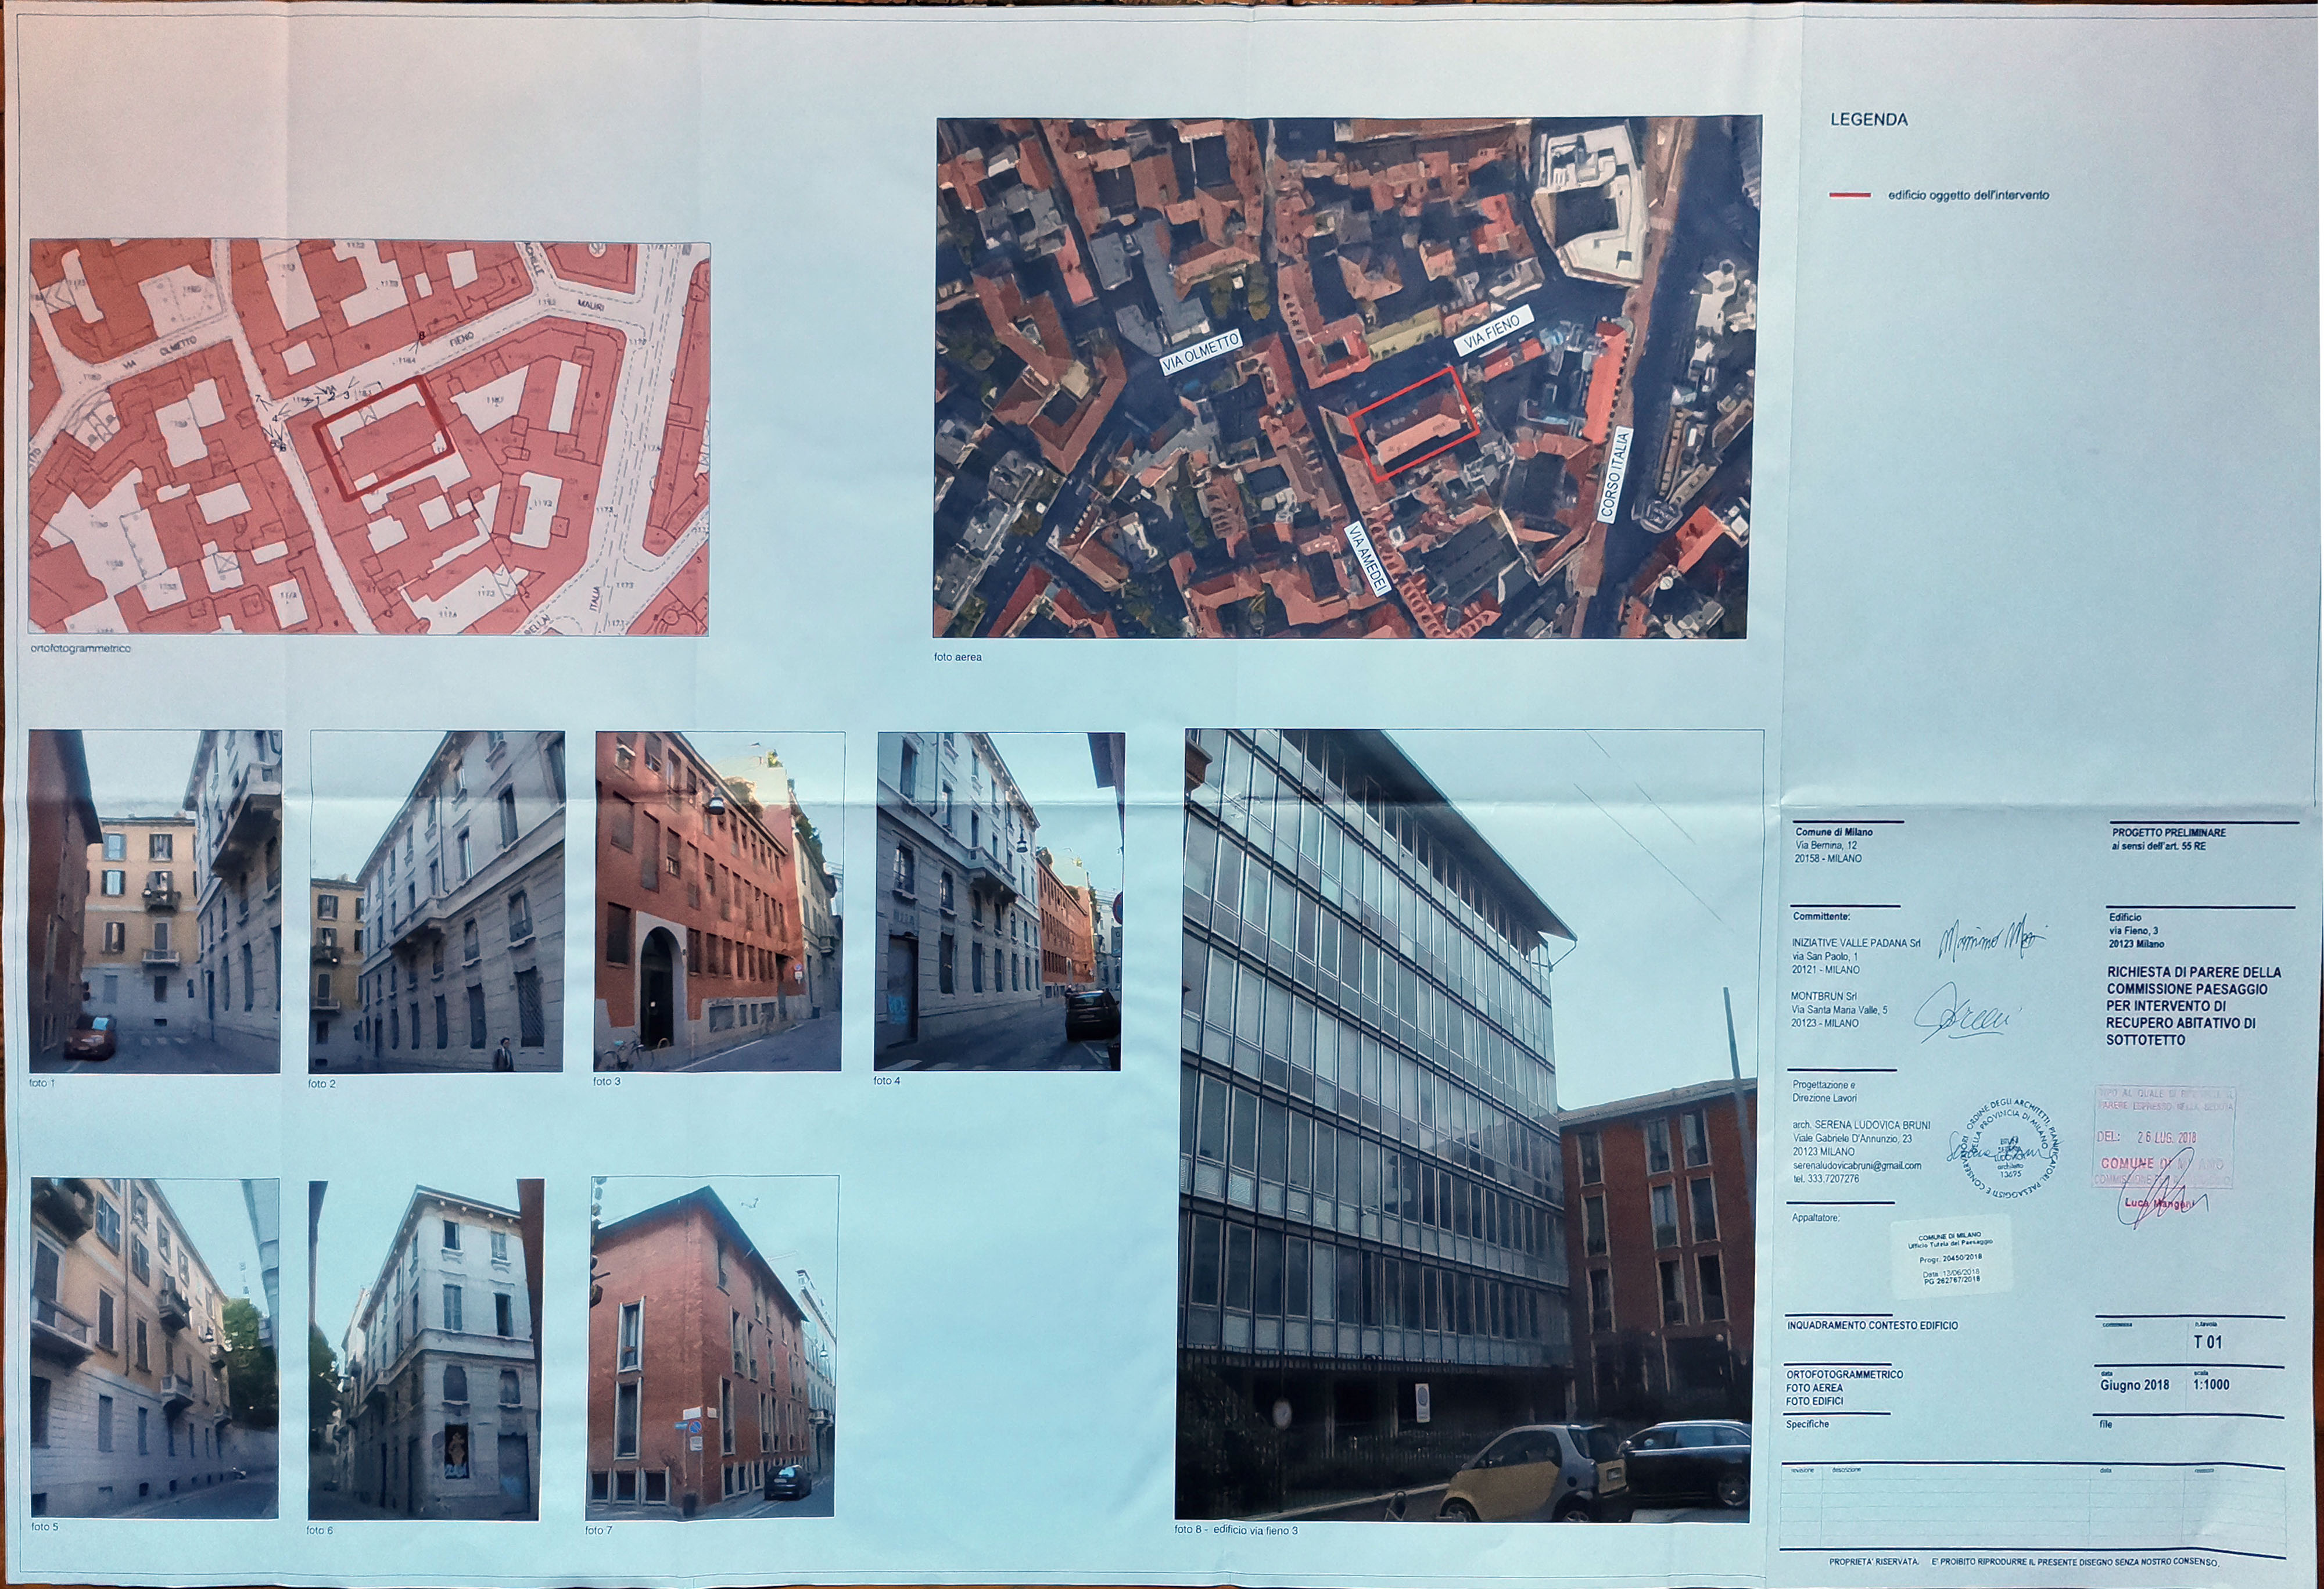 LEGENDA
edificio oggetto dell'intervento
VIA
OLMETTO
FIENO
MAURI
ITALIA
ortofotogrammetrico
VIA OLMETTO
VIA FIENO
CORSO ITALIA
VIA AMEDEI
foto aerea
foto 1
foto 2
foto 3
foto 4
foto 5
foto 6
foto 7
foto 8 - edificio via fieno 3
Comune di Milano
Via Bernina, 12
20158 - MILANO
PROGETTO PRELIMINARE
ai sensi dell'art. 55 RE
Committente:
INIZIATIVE VALLE PADANA Srl
via San Paolo, 1
20121 - MILANO
MONTBRUN Srl
Via Santa Maria Valle, 5
20123 - MILANO
Edificio
via Fieno, 3
20123 Milano
RICHIESTA DI PARERE DELLA
COMMISSIONE PAESAGGIO
PER INTERVENTO DI
RECUPERO ABITATIVO DI
SOTTOTETTO
Progettazione e
Direzione Lavori
arch. SERENA LUDOVICA BRUNI
Viale Gabriele D'Annunzio, 23
20123 MILANO
serenaludovicabruni@gmail.com
tel. 333.7207276
ORDINE DEGLI ARCHITETTI, PIANIFICATORI, PAESAGGISTI E CONSERVATORI
DELLA PROVINCIA DI MILANO
architetto
13695
PARERE ESPRESSO NELLA SEDUTA
DEL: 26 LUG. 2018
COMUNE DI MILANO
Luca Mangoni
Appaltatore:
COMUNE DI MILANO
Ufficio Tutela del Paesaggio
Progr. 20450/2018
Data :13/06/2018
PG 262767/2018
INQUADRAMENTO CONTESTO EDIFICIO
commessa
n.tavola
T 01
ORTOFOTOGRAMMETRICO
FOTO AEREA
FOTO EDIFICI
data
Giugno 2018
scala
1:1000
Specifiche
file
revisione
descrizione
data
PROPRIETA' RISERVATA. E' PROIBITO RIPRODURRE IL PRESENTE DISEGNO SENZA NOSTRO CONSENSO.